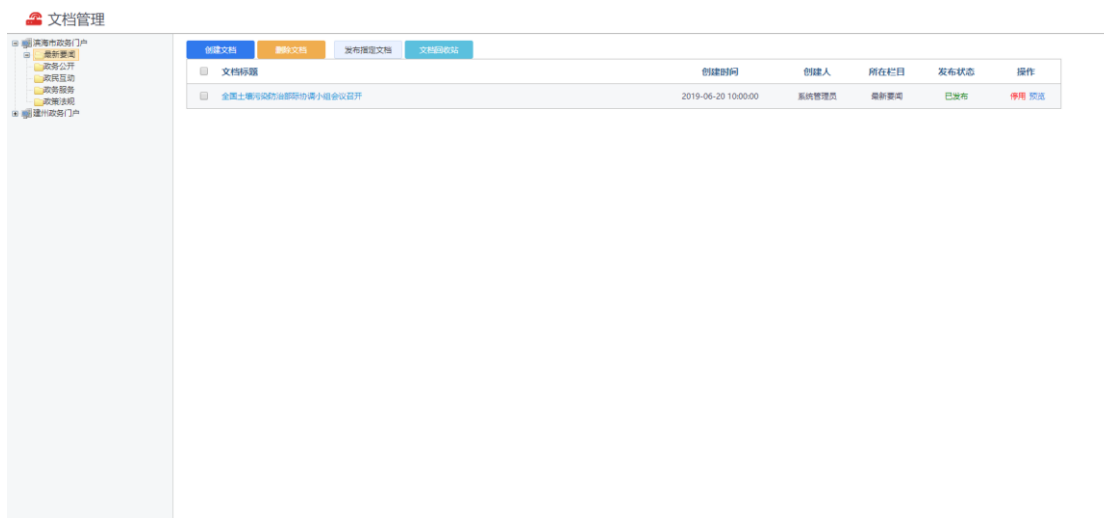 文档管理
滨海市政务门户
最新要闻
政务公开
政民互动
政务服务
政策法规
建州政务门户
创建文档 删除文档 发布指定文档 文档回收站
文档标题 创建时间 创建人 所在栏目 发布状态 操作
全国土壤污染防治部际协调小组会议召开 2019-06-20 10:00:00 系统管理员 最新要闻 已发布 停用 预览